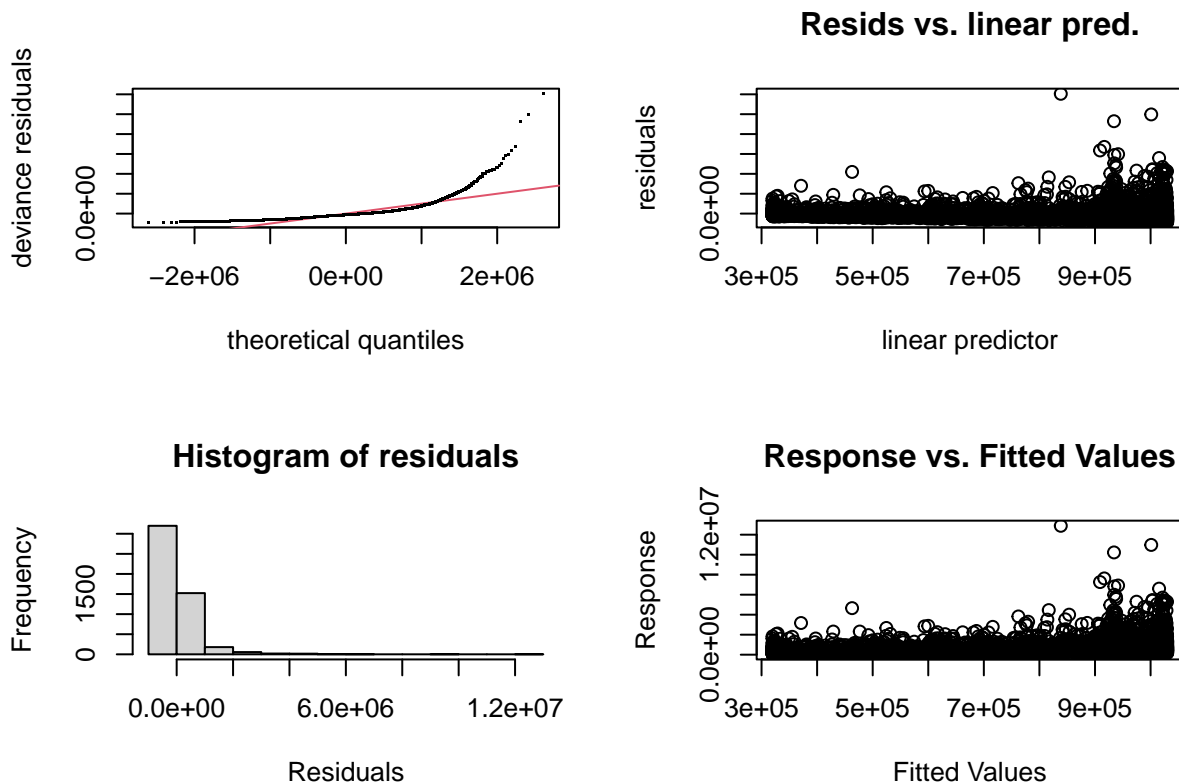 deviance residuals
0.0e+00
−2e+06 0e+00 2e+06
theoretical quantiles
Resids vs. linear pred.
residuals
0.0e+00
3e+05 5e+05 7e+05 9e+05
linear predictor
Histogram of residuals
Frequency
0 1500
0.0e+00 6.0e+06 1.2e+07
Residuals
Response vs. Fitted Values
Response
0.0e+00 1.2e+07
3e+05 5e+05 7e+05 9e+05
Fitted Values